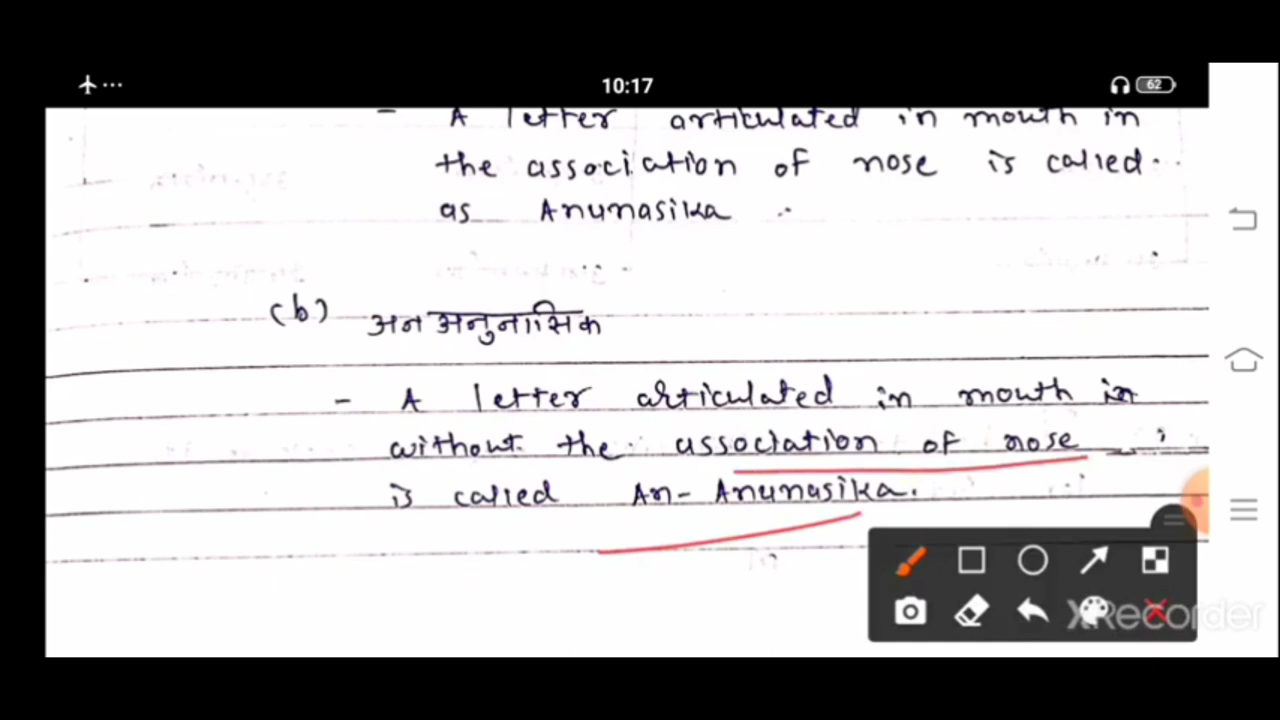 10:17
62
- A letter articulated in mouth in
the association of nose is called
as Anunasika
(b) अन अनुनासिक
- A letter articulated in mouth in
without the association of nose
is called An-Anunasika.
XRecorder